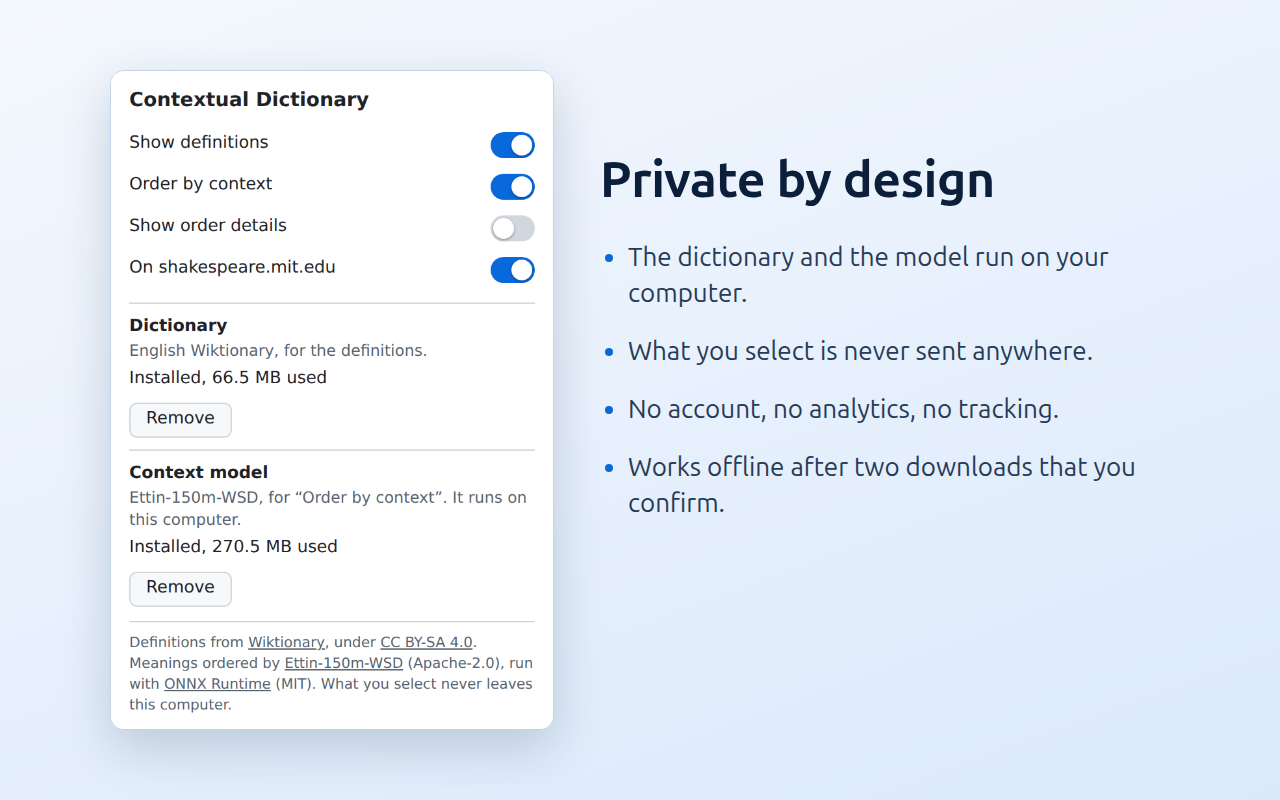 Contextual Dictionary
Show definitions
Order by context
Show order details
On shakespeare.mit.edu
Dictionary
English Wiktionary, for the definitions.
Installed, 66.5 MB used
Remove
Context model
Ettin-150m-WSD, for “Order by context”. It runs on
this computer.
Installed, 270.5 MB used
Remove
Definitions from Wiktionary, under CC BY-SA 4.0.
Meanings ordered by Ettin-150m-WSD (Apache-2.0), run
with ONNX Runtime (MIT). What you select never leaves
this computer.
Private by design
• The dictionary and the model run on your
computer.
• What you select is never sent anywhere.
• No account, no analytics, no tracking.
• Works offline after two downloads that you
confirm.